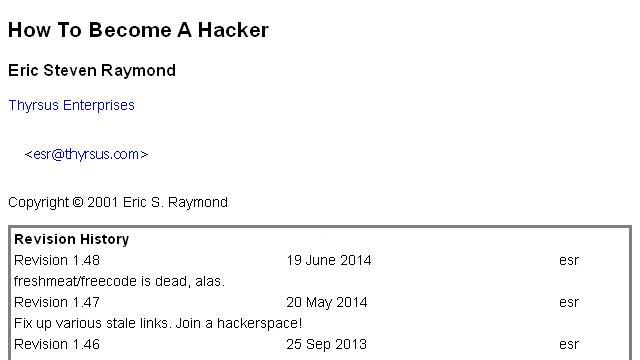 How To Become A Hacker
Eric Steven Raymond
Thyrsus Enterprises
<esr@thyrsus.com>
Copyright © 2001 Eric S. Raymond
Revision History
Revision 1.48 19 June 2014 esr
freshmeat/freecode is dead, alas.
Revision 1.47 20 May 2014 esr
Fix up various stale links. Join a hackerspace!
Revision 1.46 25 Sep 2013 esr